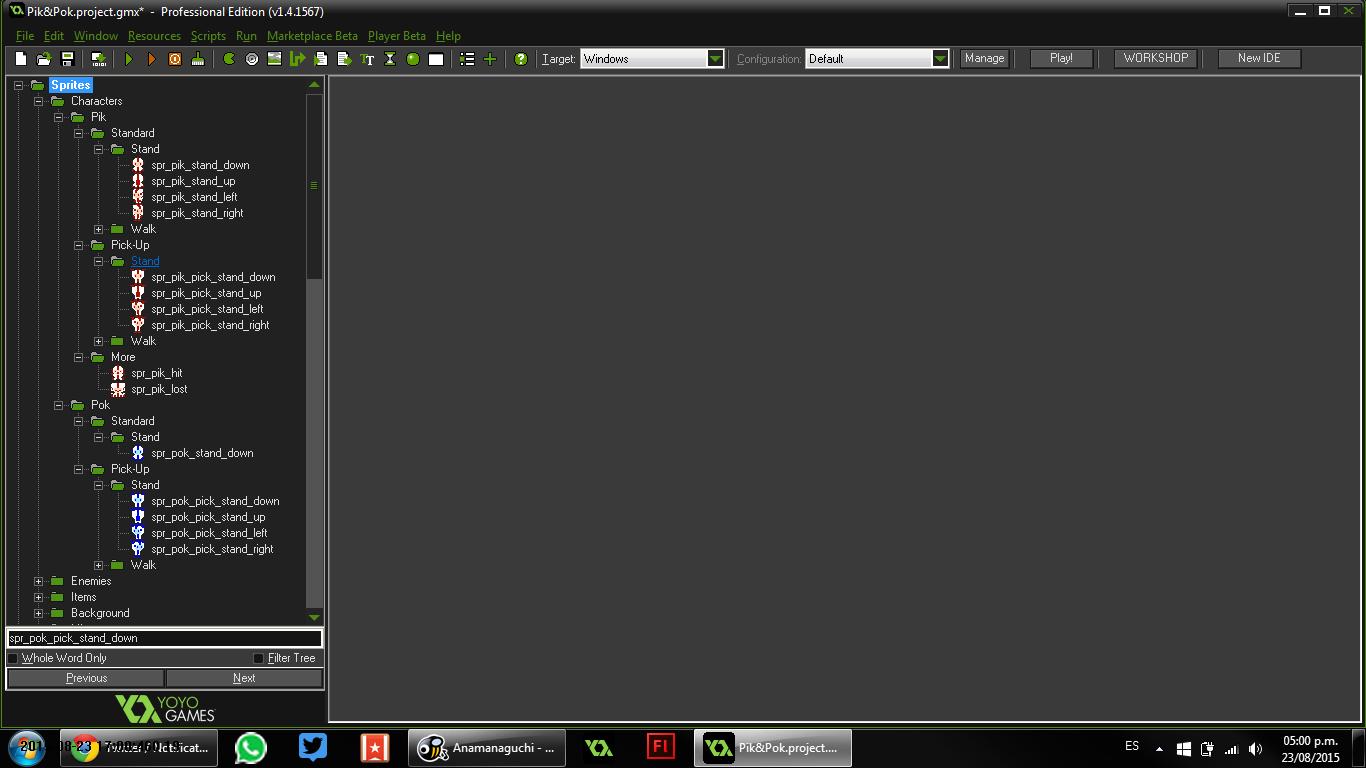 Pik&Pok.project.gmx* - Professional Edition (v1.4.1567)
File Edit Window Resources Scripts Run Marketplace Beta Player Beta Help
Target: Windows Configuration: Default Manage Play! WORKSHOP New IDE
Sprites
Characters
Pik
Standard
Stand
spr_pik_stand_down
spr_pik_stand_up
spr_pik_stand_left
spr_pik_stand_right
Walk
Pick-Up
Stand
spr_pik_pick_stand_down
spr_pik_pick_stand_up
spr_pik_pick_stand_left
spr_pik_pick_stand_right
Walk
More
spr_pik_hit
spr_pik_lost
Pok
Standard
Stand
spr_pok_stand_down
Pick-Up
Stand
spr_pok_pick_stand_down
spr_pok_pick_stand_up
spr_pok_pick_stand_left
spr_pok_pick_stand_right
Walk
Enemies
Items
Background
spr_pok_pick_stand_down
Whole Word Only Filter Tree
Previous Next
YOYO
GAMES
Anamanaguchi - ... Fl Pik&Pok.project.... ES 05:00 p.m.
23/08/2015